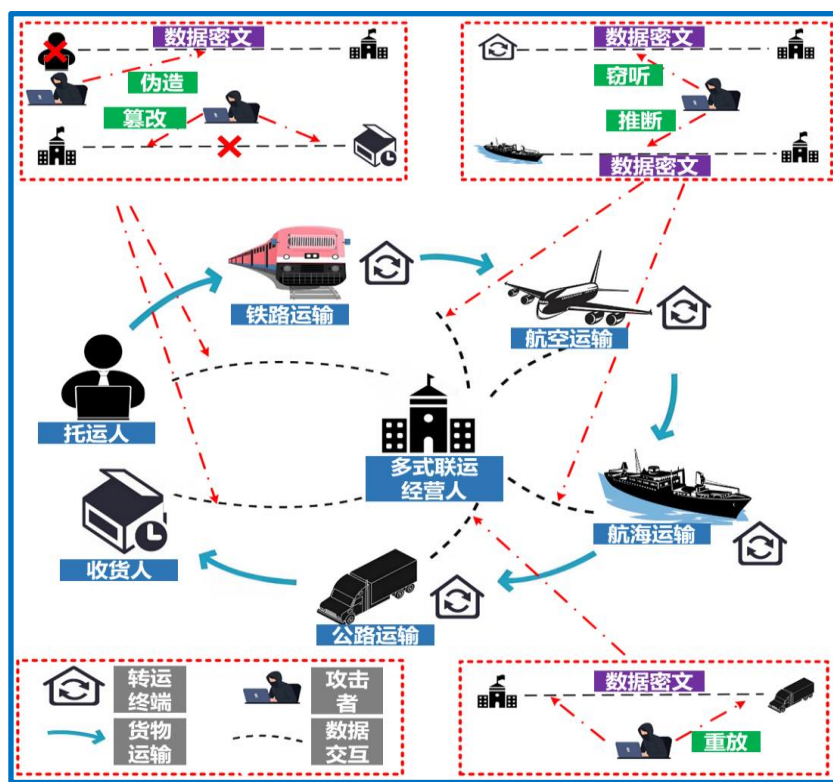 数据密文
伪造
篡改
数据密文
窃听
推断
数据密文
铁路运输
航空运输
托运人
多式联运
经营人
航海运输
收货人
公路运输
转运
终端
攻击
者
货物
运输
数据
交互
数据密文
重放